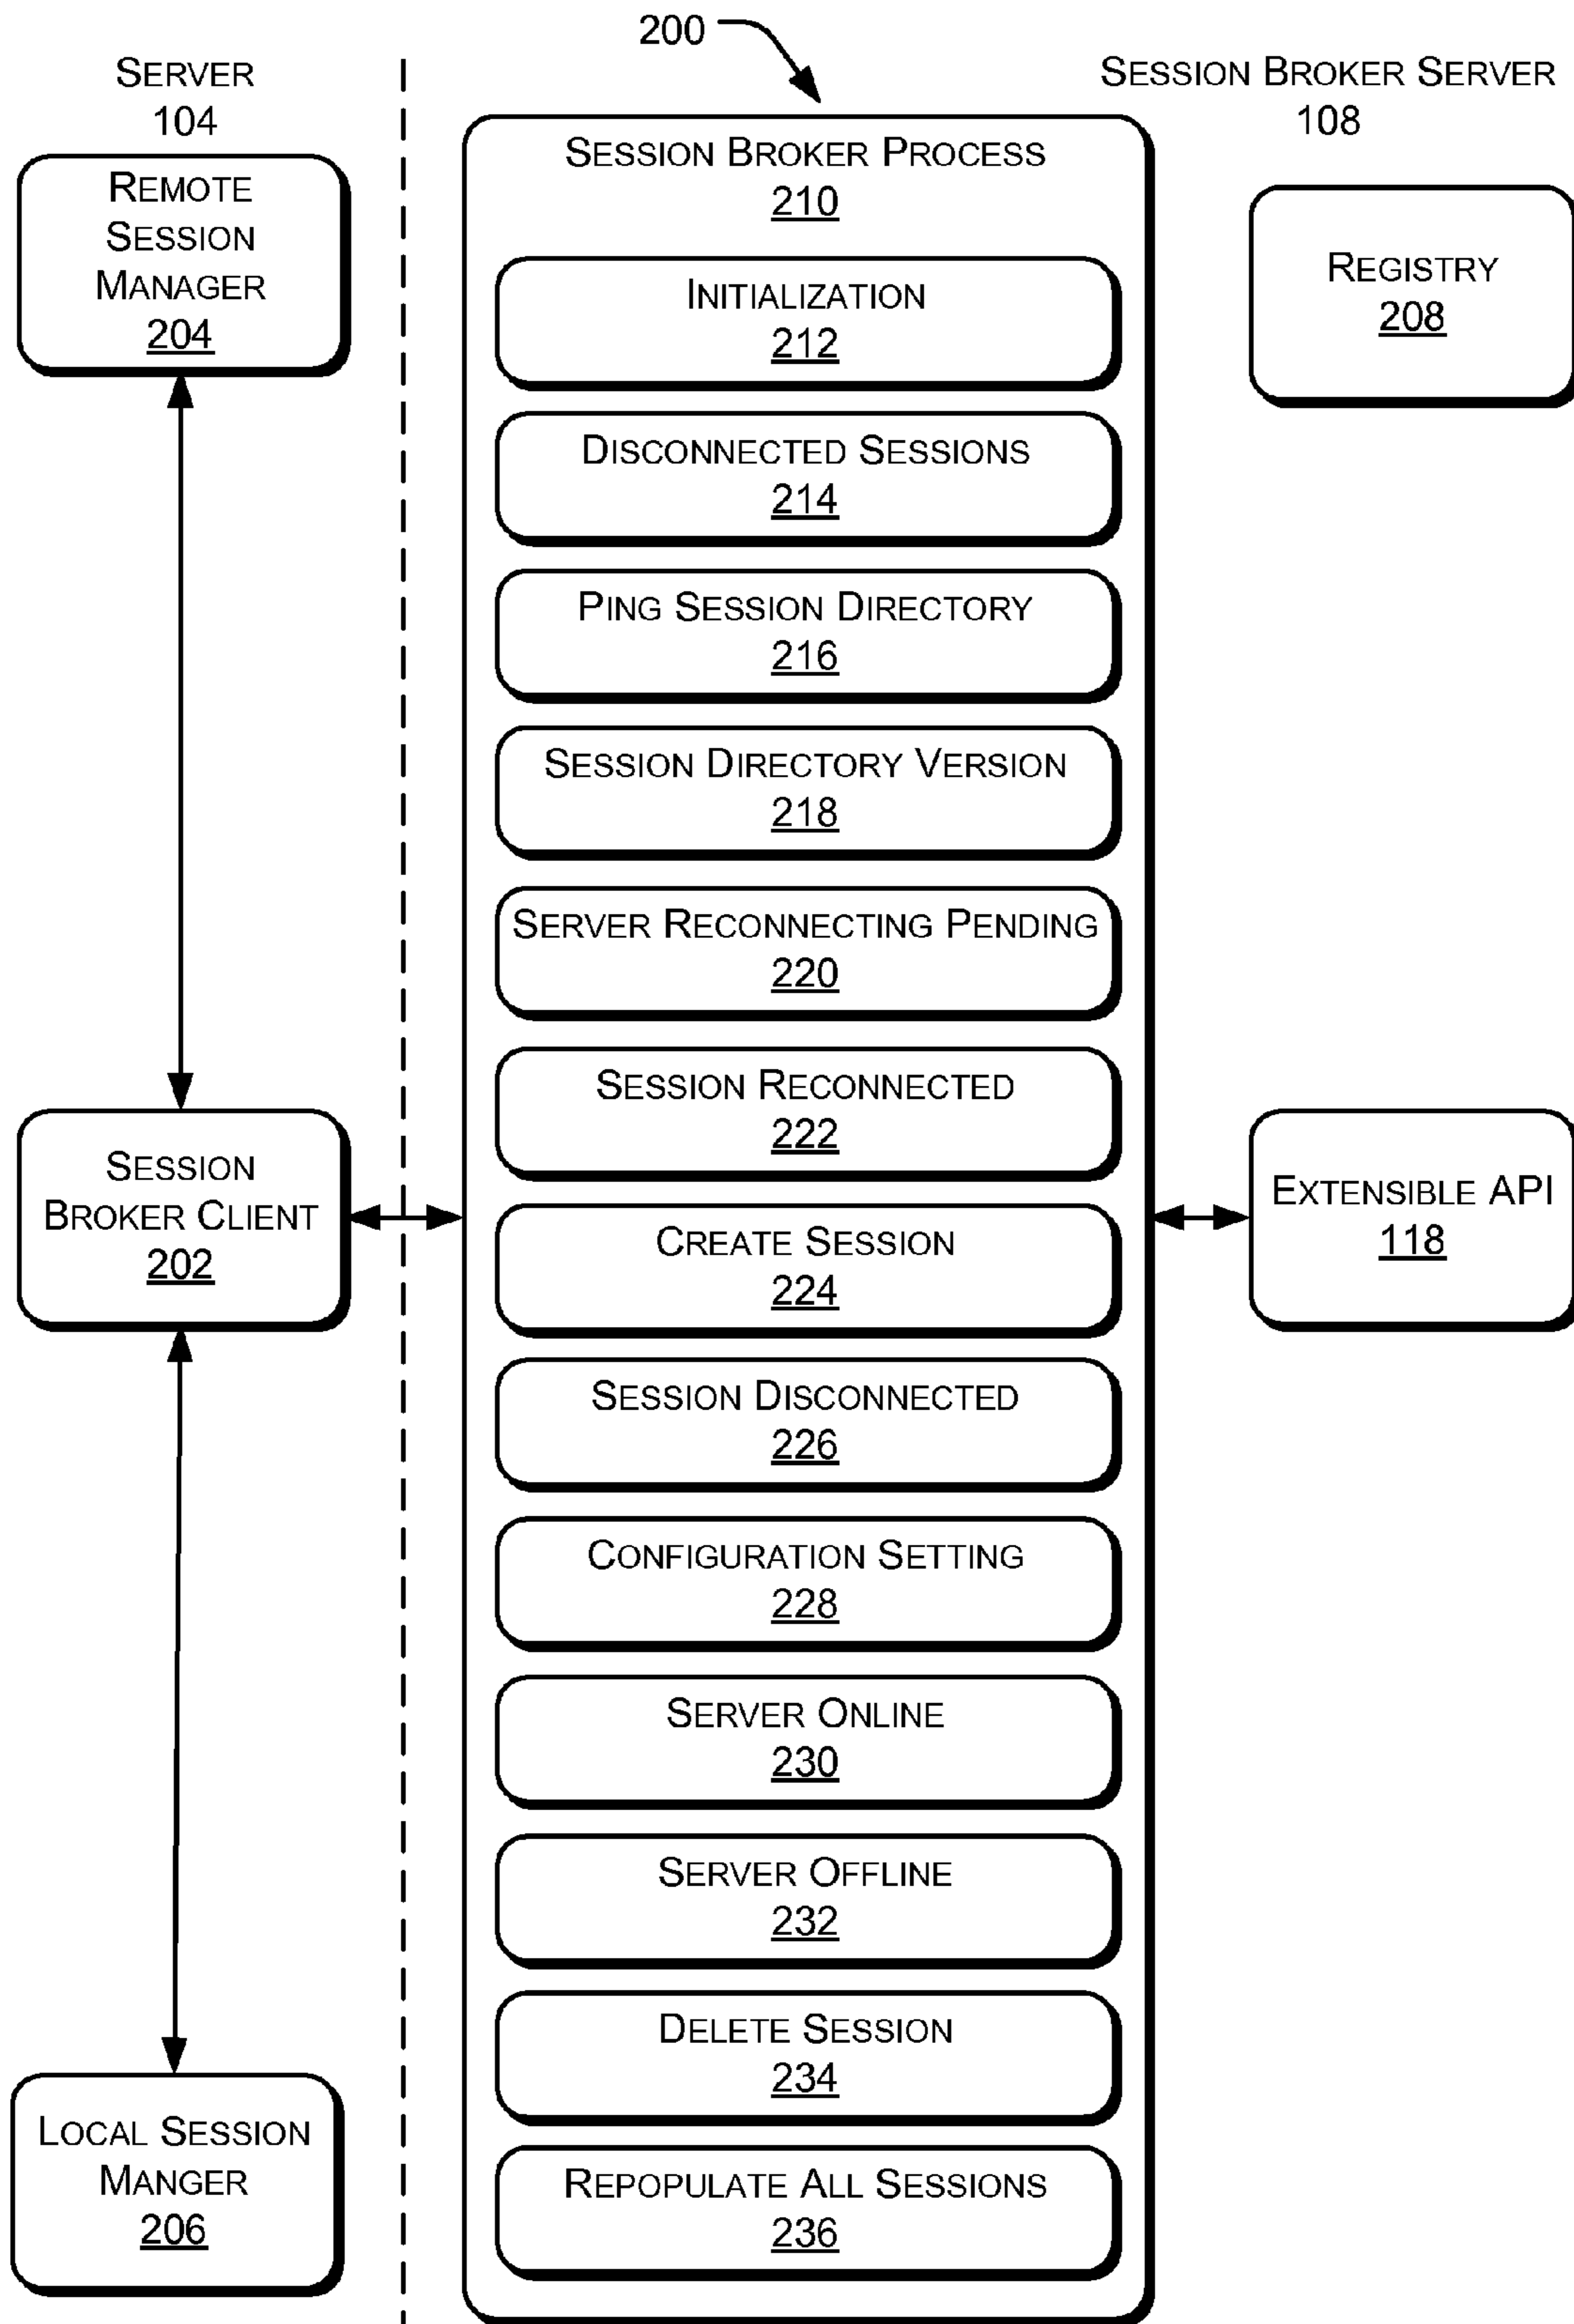 200
SERVER
104
SESSION BROKER SERVER
108
REMOTE
SESSION
MANAGER
204
SESSION
BROKER CLIENT
202
LOCAL SESSION
MANGER
206
SESSION BROKER PROCESS
210
INITIALIZATION
212
DISCONNECTED SESSIONS
214
PING SESSION DIRECTORY
216
SESSION DIRECTORY VERSION
218
SERVER RECONNECTING PENDING
220
SESSION RECONNECTED
222
CREATE SESSION
224
SESSION DISCONNECTED
226
CONFIGURATION SETTING
228
SERVER ONLINE
230
SERVER OFFLINE
232
DELETE SESSION
234
REPOPULATE ALL SESSIONS
236
REGISTRY
208
EXTENSIBLE API
118